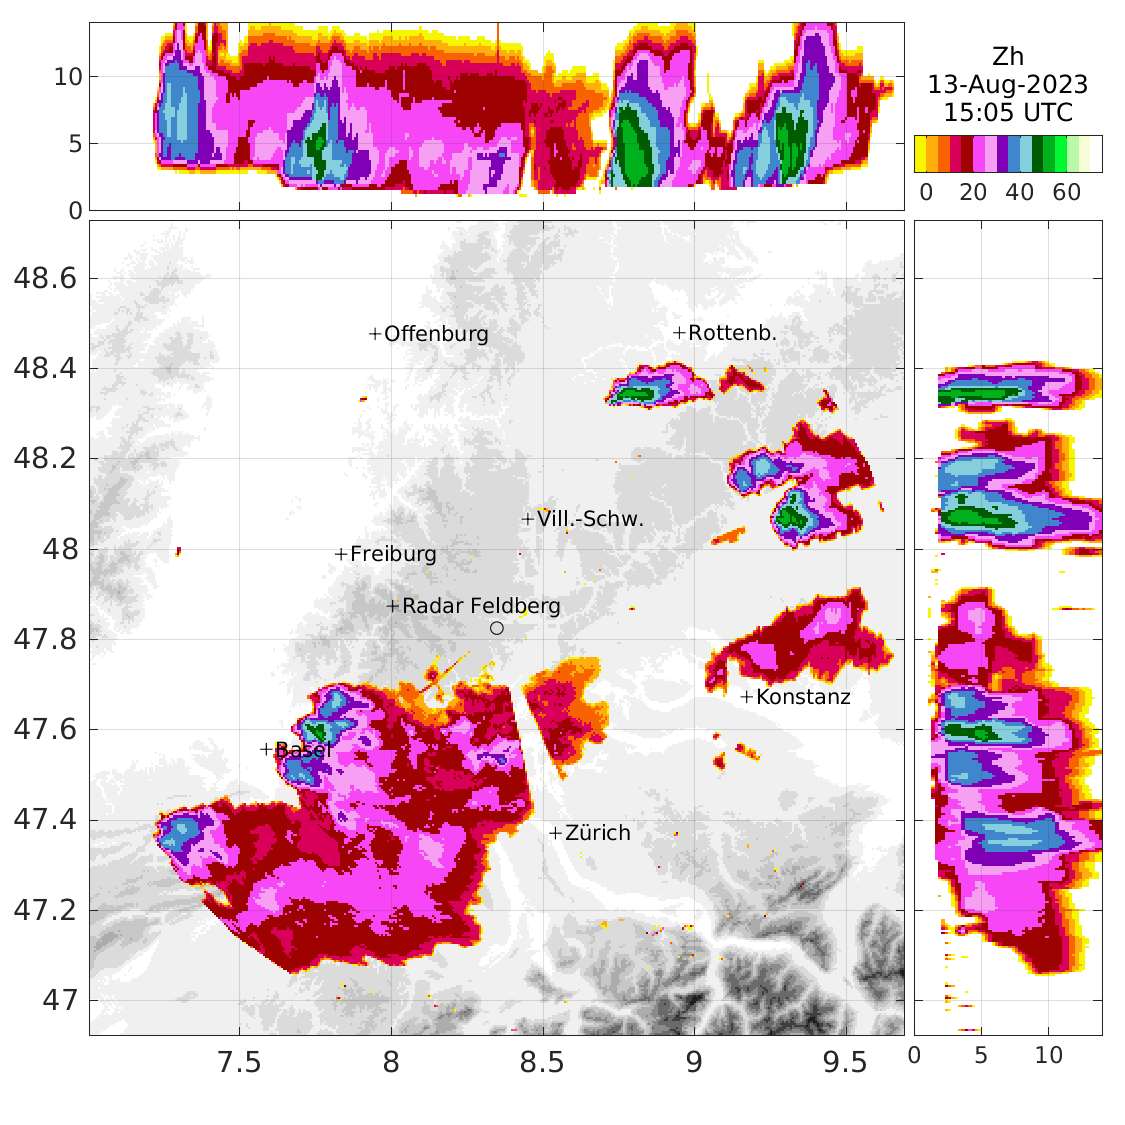 10
5
0
Zh
13-Aug-2023
15:05 UTC
0 20 40 60
48.6
48.4
48.2
48
47.8
47.6
47.4
47.2
47
+Offenburg
+Rottenb.
+Vill.-Schw.
+Freiburg
+Radar Feldberg
+Konstanz
+Basel
+Zürich
7.5 8 8.5 9 9.5
0 5 10